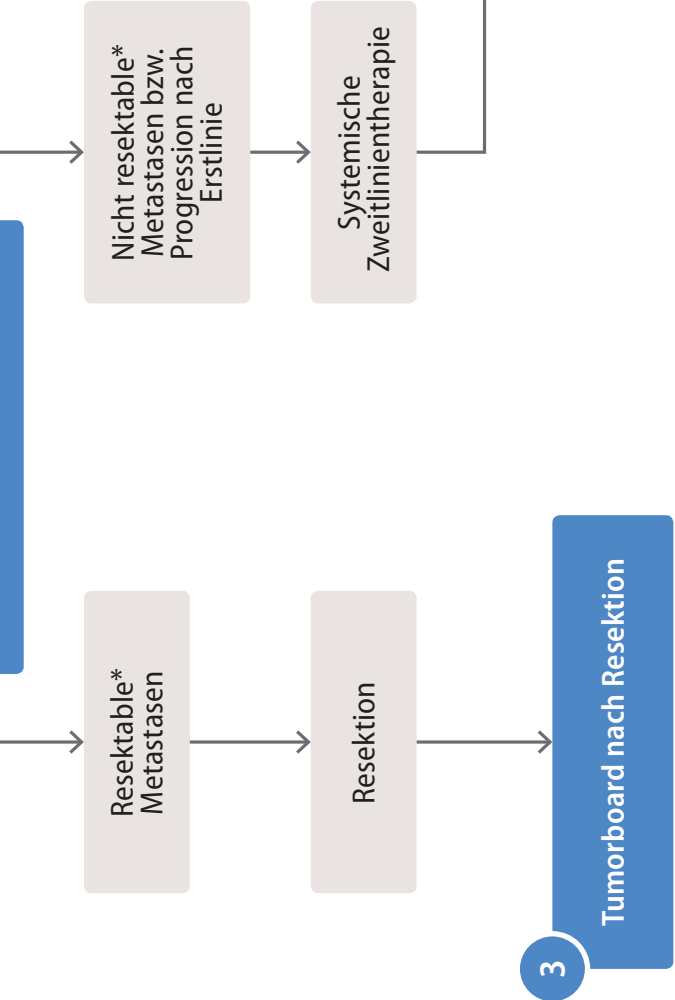 Nicht resektable*
Metastasen bzw.
Progression nach
Erstlinie
Systemische
Zweitlinientherapie
Resektable*
Metastasen
Resektion
3
Tumorboard nach Resektion